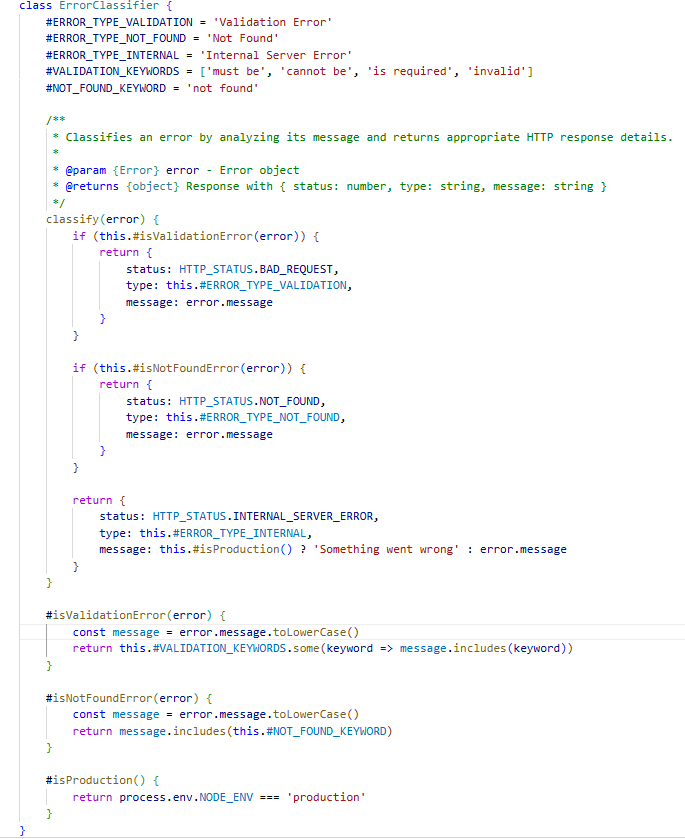 class ErrorClassifier {
    #ERROR_TYPE_VALIDATION = 'Validation Error'
    #ERROR_TYPE_NOT_FOUND = 'Not Found'
    #ERROR_TYPE_INTERNAL = 'Internal Server Error'
    #VALIDATION_KEYWORDS = ['must be', 'cannot be', 'is required', 'invalid']
    #NOT_FOUND_KEYWORD = 'not found'

    /**
     * Classifies an error by analyzing its message and returns appropriate HTTP response details.
     *
     * @param {Error} error - Error object
     * @returns {object} Response with { status: number, type: string, message: string }
     */
    classify(error) {
        if (this.#isValidationError(error)) {
            return {
                status: HTTP_STATUS.BAD_REQUEST,
                type: this.#ERROR_TYPE_VALIDATION,
                message: error.message
            }
        }

        if (this.#isNotFoundError(error)) {
            return {
                status: HTTP_STATUS.NOT_FOUND,
                type: this.#ERROR_TYPE_NOT_FOUND,
                message: error.message
            }
        }

        return {
            status: HTTP_STATUS.INTERNAL_SERVER_ERROR,
            type: this.#ERROR_TYPE_INTERNAL,
            message: this.#isProduction() ? 'Something went wrong' : error.message
        }
    }

    #isValidationError(error) {
        const message = error.message.toLowerCase()
        return this.#VALIDATION_KEYWORDS.some(keyword => message.includes(keyword))
    }

    #isNotFoundError(error) {
        const message = error.message.toLowerCase()
        return message.includes(this.#NOT_FOUND_KEYWORD)
    }

    #isProduction() {
        return process.env.NODE_ENV === 'production'
    }
}